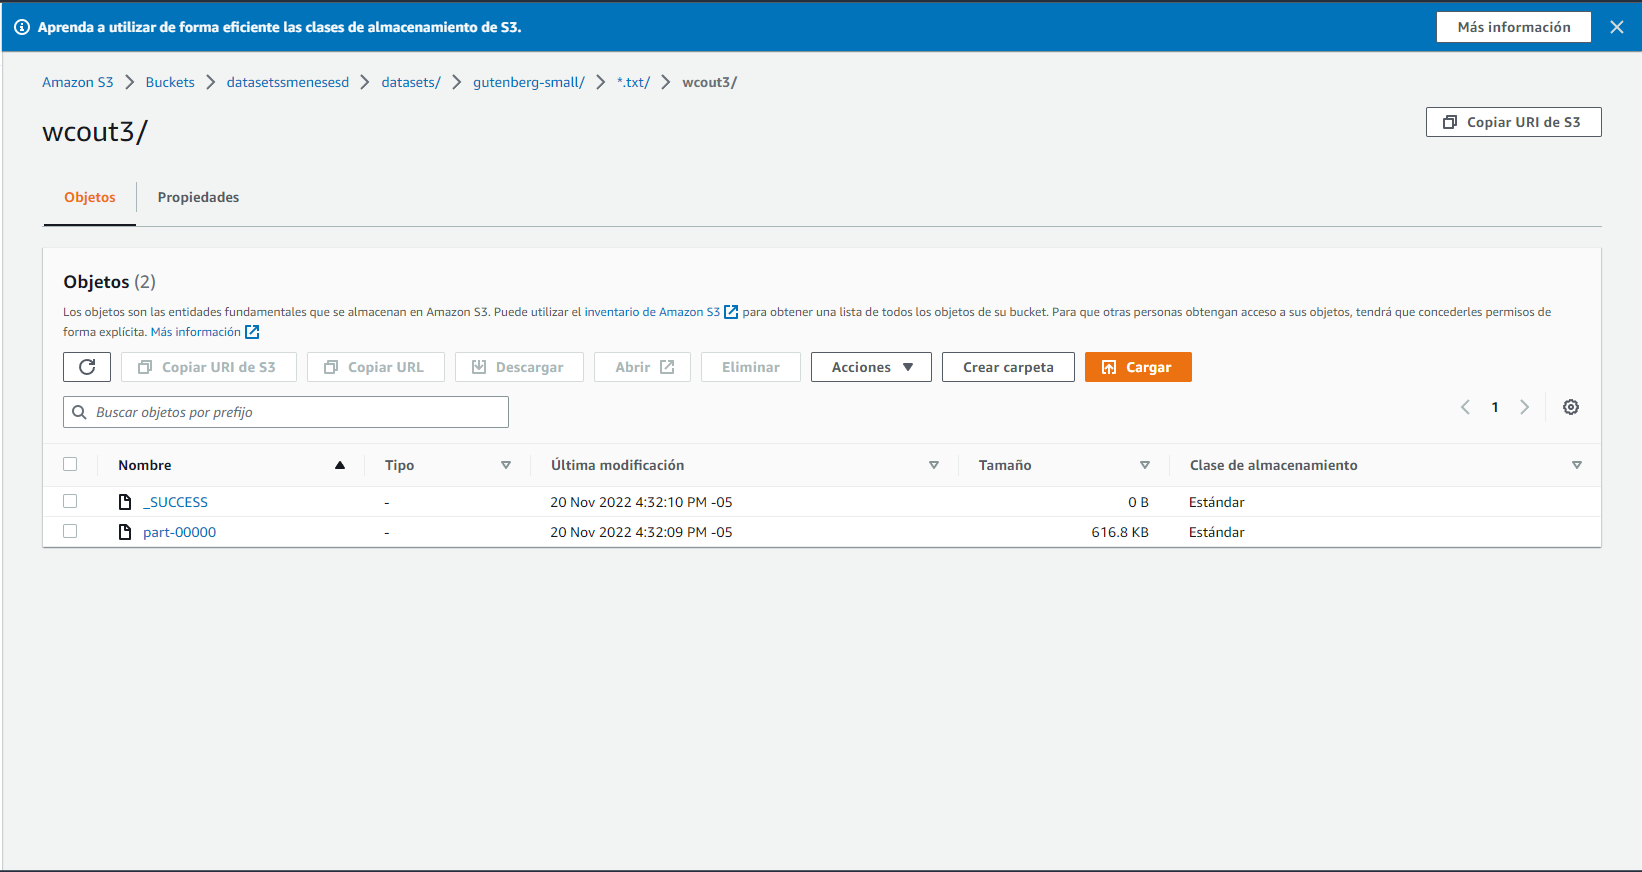 Aprenda a utilizar de forma eficiente las clases de almacenamiento de S3.
Más información
Amazon S3 Buckets datasetssmenesesd datasets/ gutenberg-small/ *.txt/ wcout3/
wcout3/
Copiar URI de S3
Objetos Propiedades
Objetos (2)
Los objetos son las entidades fundamentales que se almacenan en Amazon S3. Puede utilizar el inventario de Amazon S3 para obtener una lista de todos los objetos de su bucket. Para que otras personas obtengan acceso a sus objetos, tendrá que concederles permisos de
forma explícita. Más información
Copiar URI de S3 Copiar URL Descargar Abrir Eliminar Acciones Crear carpeta Cargar
Buscar objetos por prefijo
1
Nombre Tipo Última modificación Tamaño Clase de almacenamiento
_SUCCESS - 20 Nov 2022 4:32:10 PM -05 0 B Estándar
part-00000 - 20 Nov 2022 4:32:09 PM -05 616.8 KB Estándar